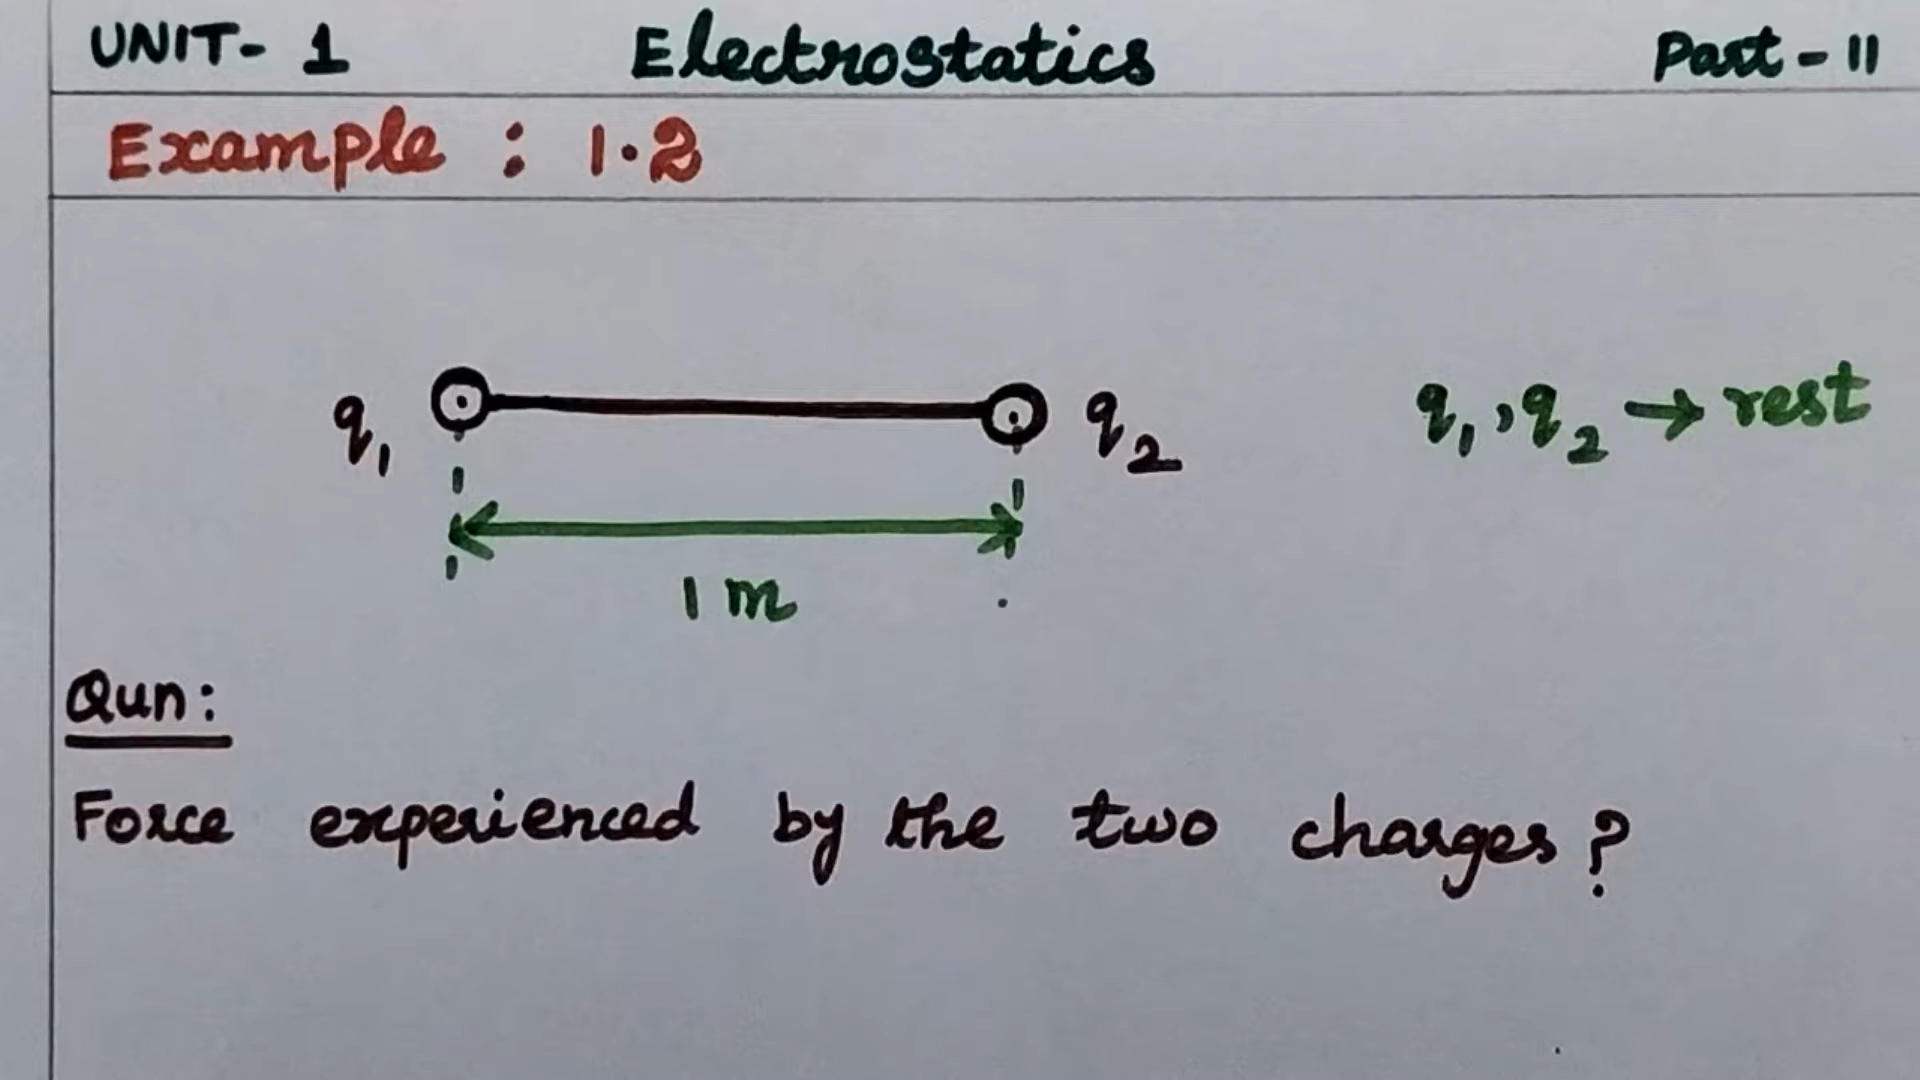 UNIT- 1 Electrostatics Part - II
Example : 1.2
q₁ q₂ q₁, q₂ → rest
1 m
Qun:
Force experienced by the two charges?